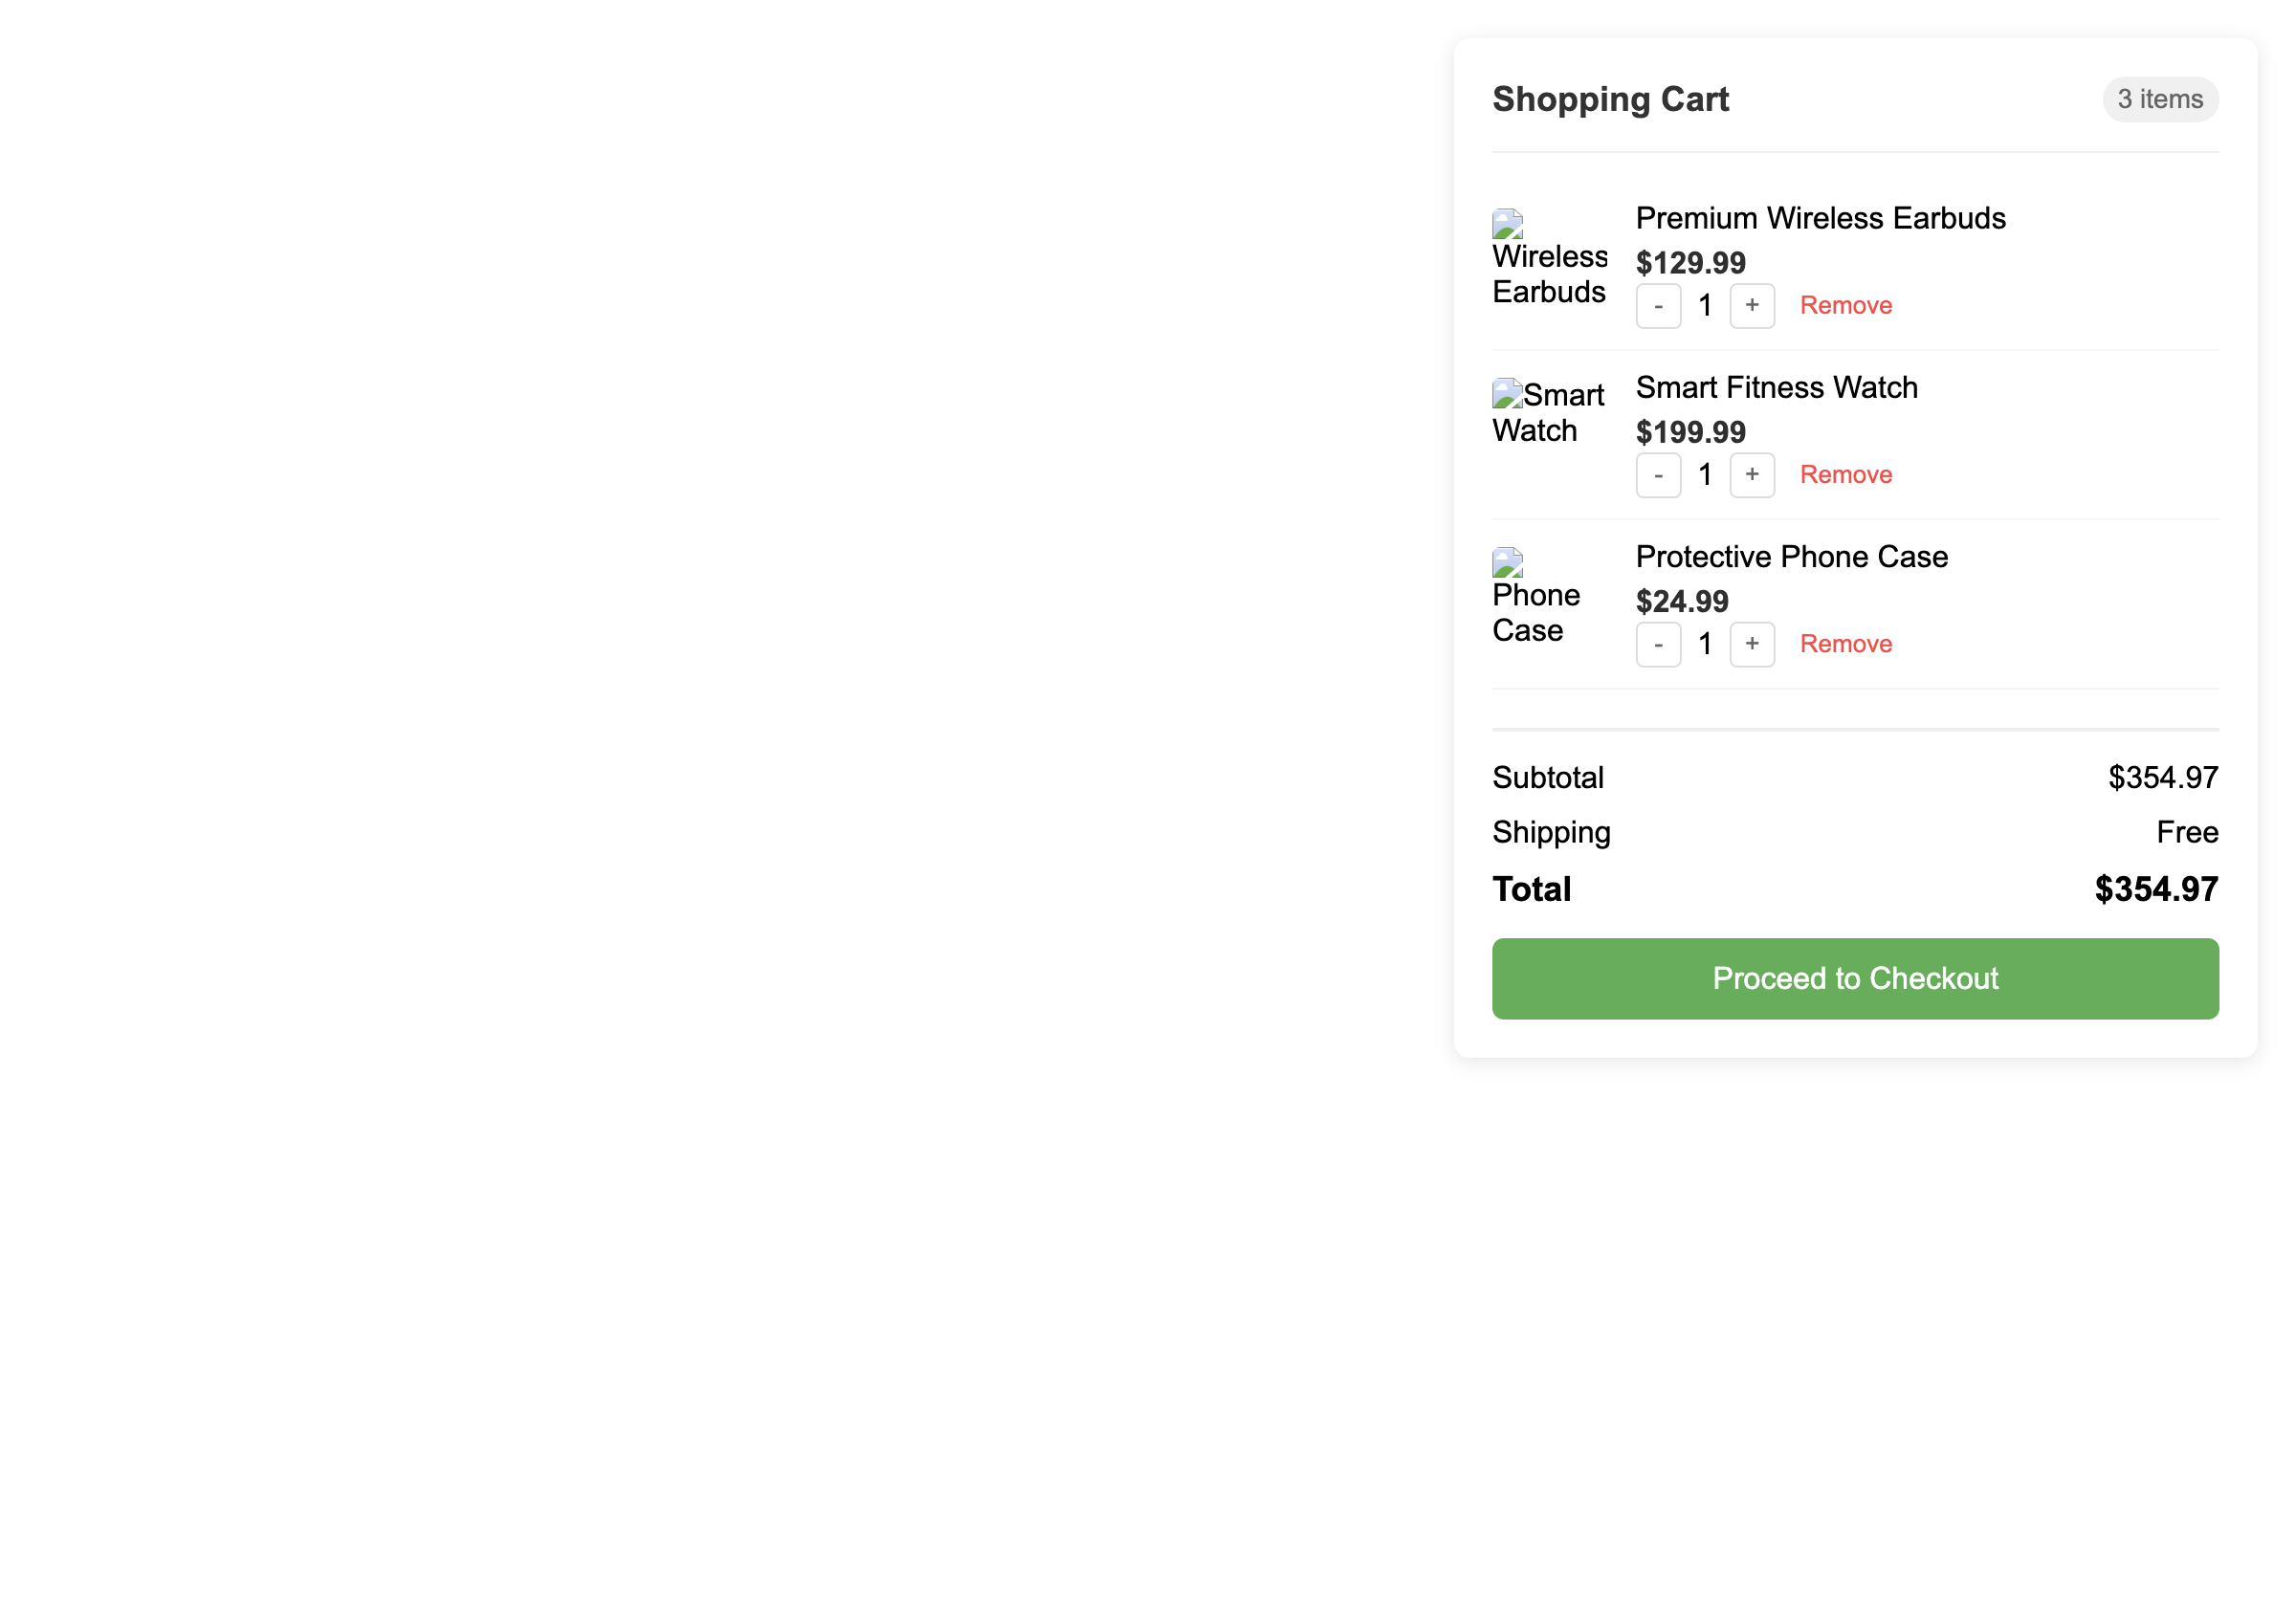 Shopping Cart
3 items
Wireless
Earbuds
Premium Wireless Earbuds
$129.99
- 1 + Remove
Smart
Watch
Smart Fitness Watch
$199.99
- 1 + Remove
Phone
Case
Protective Phone Case
$24.99
- 1 + Remove
Subtotal $354.97
Shipping Free
Total $354.97
Proceed to Checkout